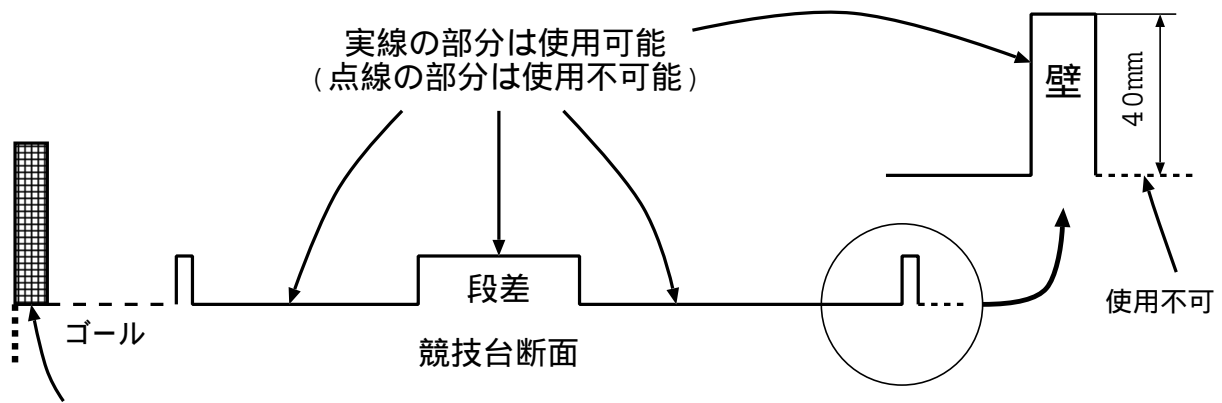 実線の部分は使用可能
(点線の部分は使用不可能)
壁
40mm
段差
ゴール
競技台断面
使用不可